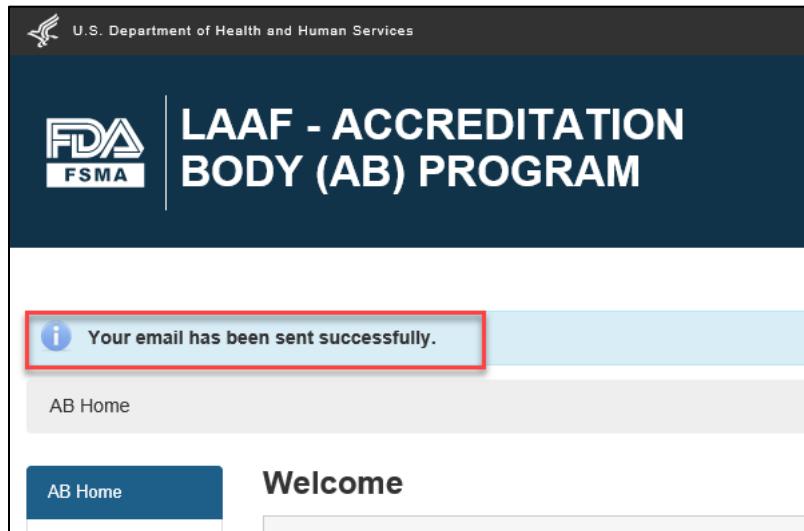 U.S. Department of Health and Human Services
FDA
FSMA
LAAF - ACCREDITATION
BODY (AB) PROGRAM
i
Your email has been sent successfully.
AB Home
AB Home
Welcome